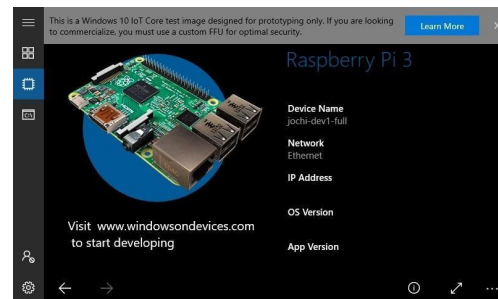 This is a Windows 10 IoT Core test image designed for prototyping only. If you are looking
to commercialize, you must use a custom FFU for optimal security.
Learn More
Raspberry Pi 3
Device Name
jochi-dev1-full
Network
Ethernet
IP Address
OS Version
App Version
Visit www.windowsondevices.com
to start developing